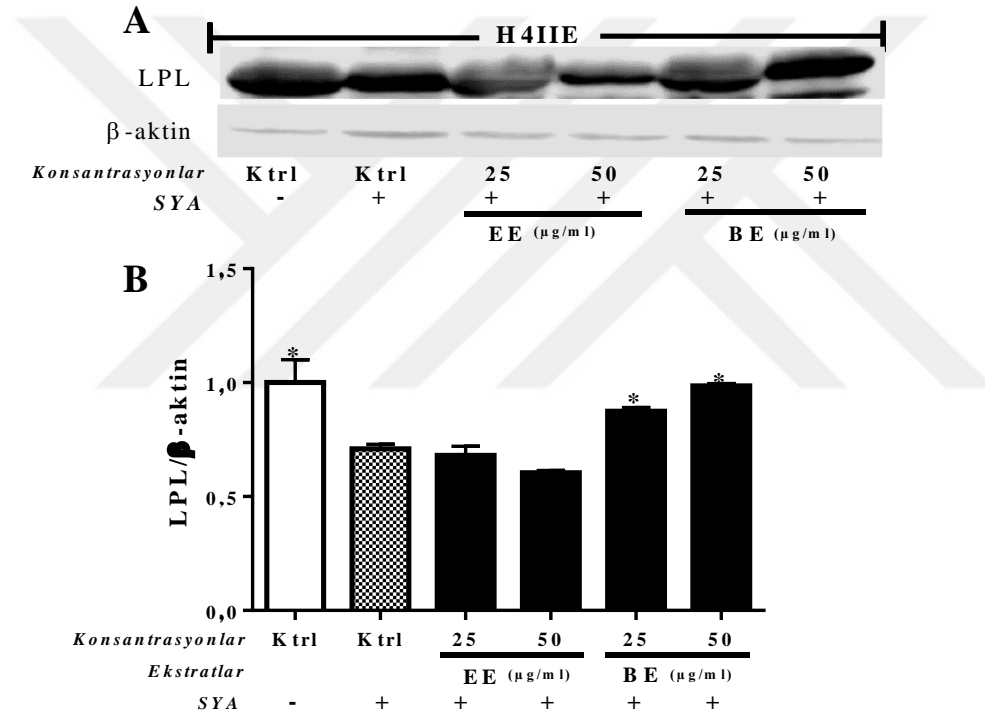 A
H4IIE
LPL
β-aktin
Konsantrasyonlar Ktrl Ktrl 25 50 25 50
SYA - + + + + +
EE (µg/ml) BE (µg/ml)
B
LPL/β-aktin
1,5
1,0
0,5
0,0
* * *
Konsantrasyonlar Ktrl Ktrl 25 50 25 50
Ekstratlar EE (µg/ml) BE (µg/ml)
SYA - + + + + +